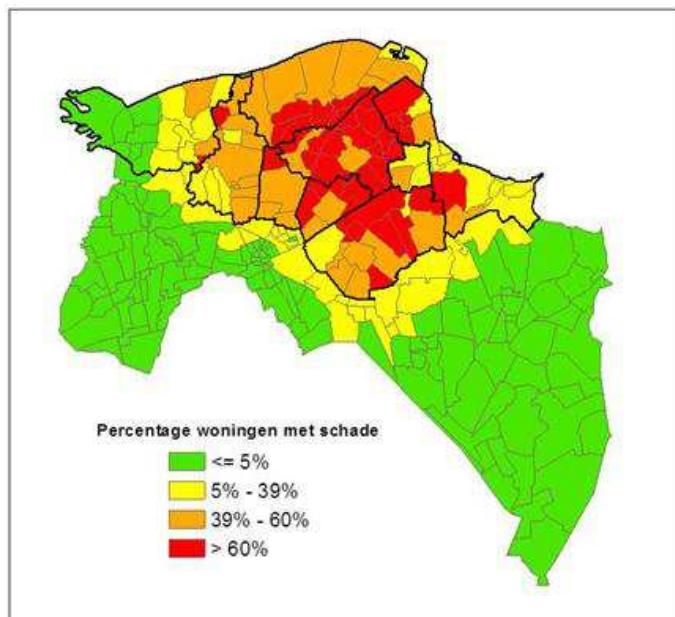 Percentage woningen met schade
<= 5%
5% - 39%
39% - 60%
> 60%